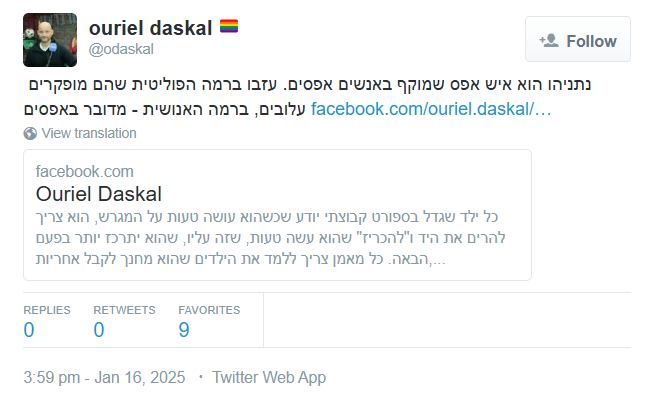 ouriel daskal
@odaskal
Follow
נתניהו הוא איש אפס שמוקף באנשים אפסים. עזבו ברמה הפוליטית שהם מופקרים
עלובים, ברמה האנושית - מדובר באפסים facebook.com/ouriel.daskal/…
View translation
facebook.com
Ouriel Daskal
כל ילד שגדל בספורט קבוצתי יודע שכשהוא עושה טעות על המגרש, הוא צריך
להרים את היד ו"להכריז" שהוא עשה טעות, שזה עליו, שהוא יתרכז יותר בפעם
הבאה. כל מאמן צריך ללמד את הילדים שהוא מחנך לקבל אחריות,...
REPLIES RETWEETS FAVORITES
0 0 9
3:59 pm - Jan 16, 2025 · Twitter Web App